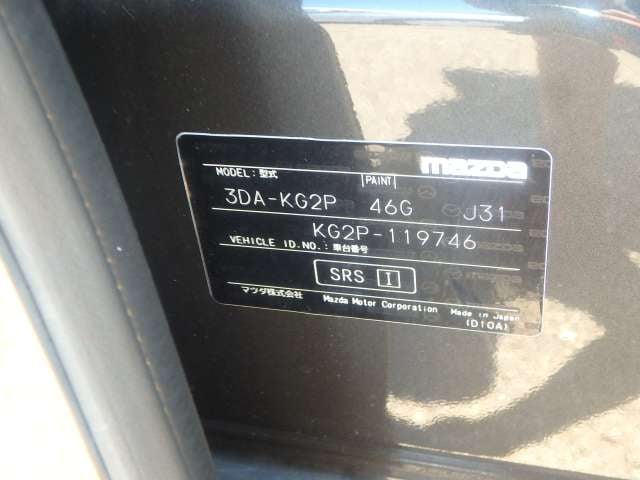 mazda
MODEL:型式 PAINT
3DA-KG2P 46G J31
KG2P-119746
VEHICLE ID.NO.:車台番号
SRS I
マツダ株式会社 Mazda Motor Corporation Made in Japan
(D10A)